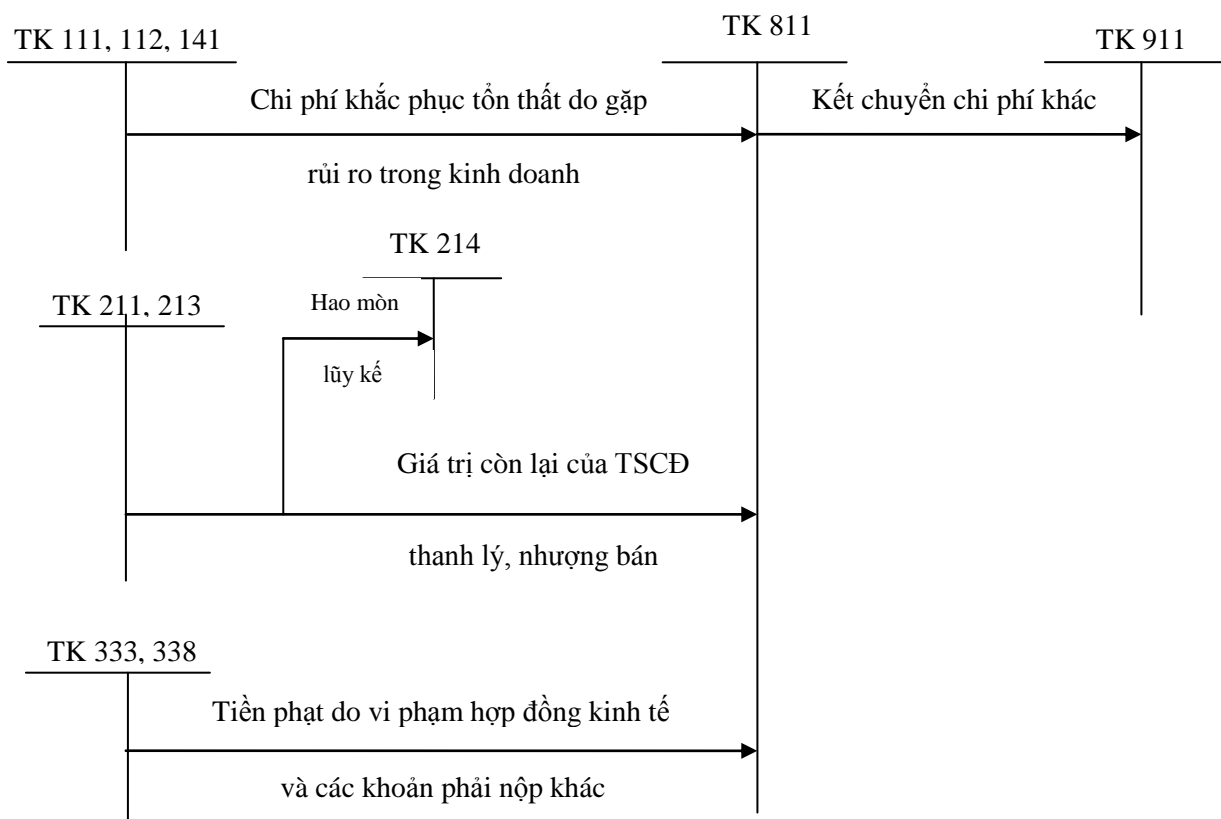 TK 111, 112, 141
TK 811
TK 911
Chi phí khắc phục tổn thất do gặp
Kết chuyển chi phí khác
rủi ro trong kinh doanh
TK 214
TK 211, 213
Hao mòn
lũy kế
Giá trị còn lại của TSCĐ
thanh lý, nhượng bán
TK 333, 338
Tiền phạt do vi phạm hợp đồng kinh tế
và các khoản phải nộp khác